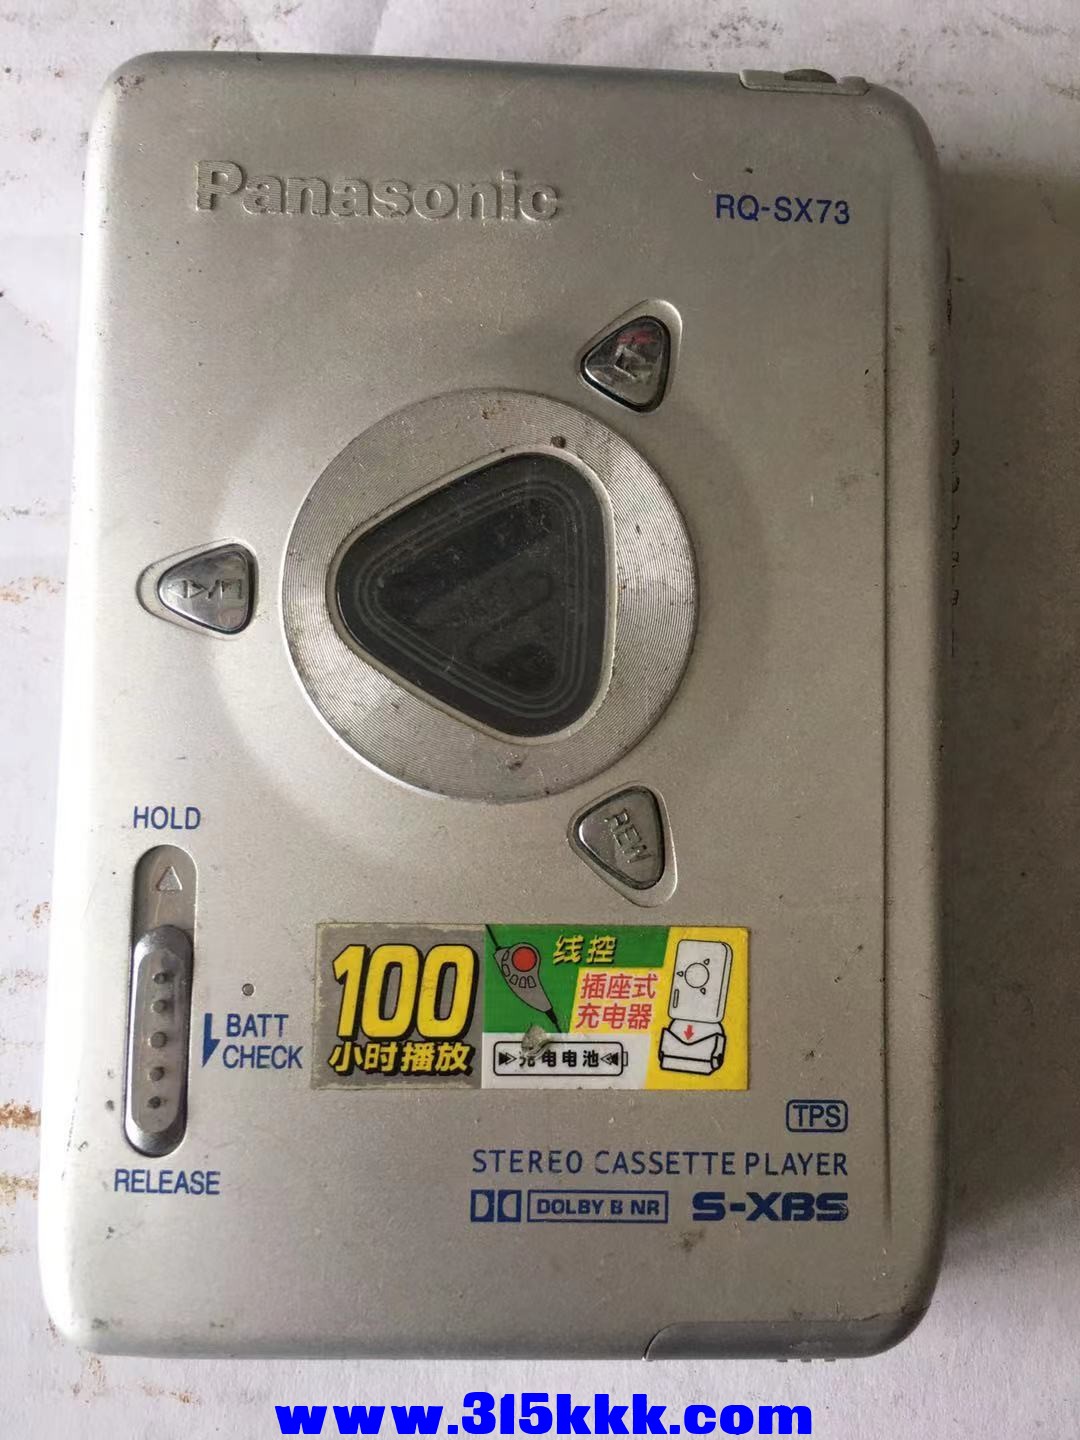 Panasonic
RQ-SX73
REW
HOLD
BATT
CHECK
RELEASE
100
小时播放
线控
插座式
充电器
充电电池
TPS
STEREO CASSETTE PLAYER
DOLBY B NR
S-XBS
www.315kkk.com